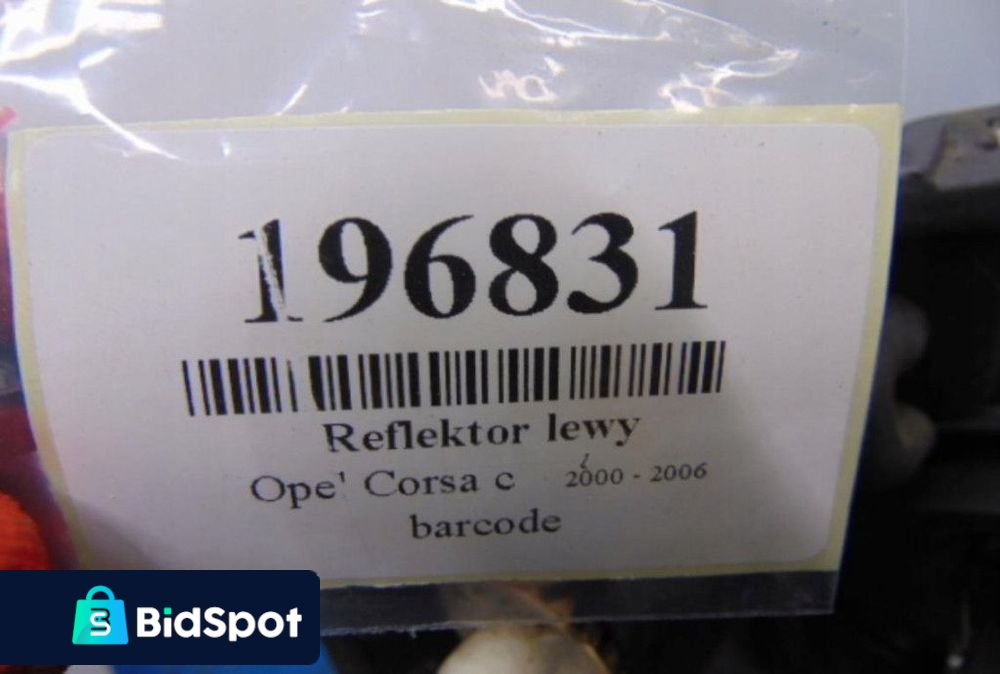 196831
Reflektor lewy
Ope' Corsa c 2000 - 2006
barcode
BidSpot